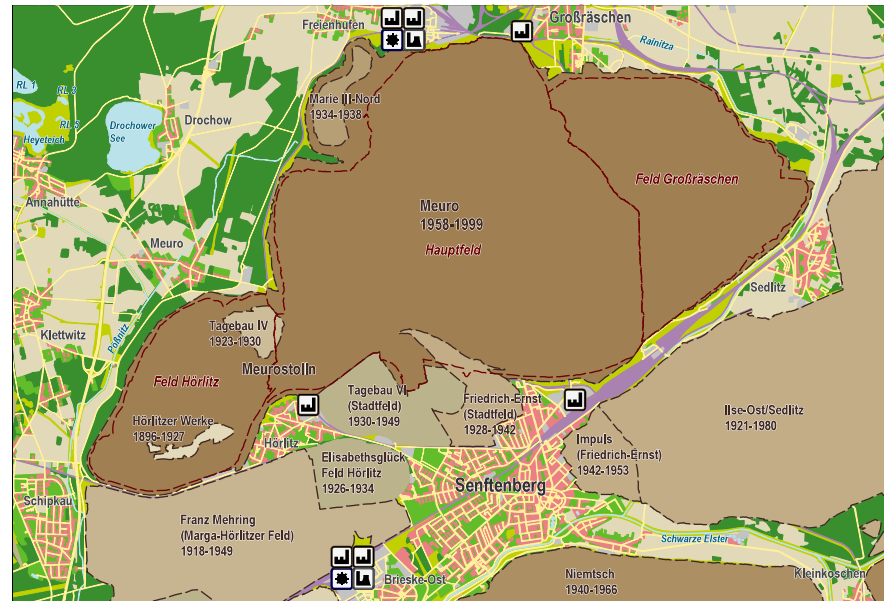 Freienhufen
Großräschen
Rainitza
RL 1
RL 3
RL 5
Heyeteich
Drochower
See
Drochow
Marie III-Nord
1934-1938
Feld Großräschen
Annahütte
Meuro
Meuro
1958-1999
Hauptfeld
Sedlitz
Klettwitz
Pößnitz
Tagebau IV
1923-1930
Meurostolln
Feld Hörlitz
Hörlitzer Werke
1896-1927
Tagebau VI
(Stadtfeld)
1930-1949
Friedrich-Ernst
(Stadtfeld)
1928-1942
Ilse-Ost/Sedlitz
1921-1980
Hörlitz
Elisabethsglück
Feld Hörlitz
1926-1934
Impuls
(Friedrich-Ernst)
1942-1953
Senftenberg
Schipkau
Franz Mehring
(Marga-Hörlitzer Feld)
1918-1949
Schwarze Elster
Brieske-Ost
Niemtsch
1940-1966
Kleinkoschen